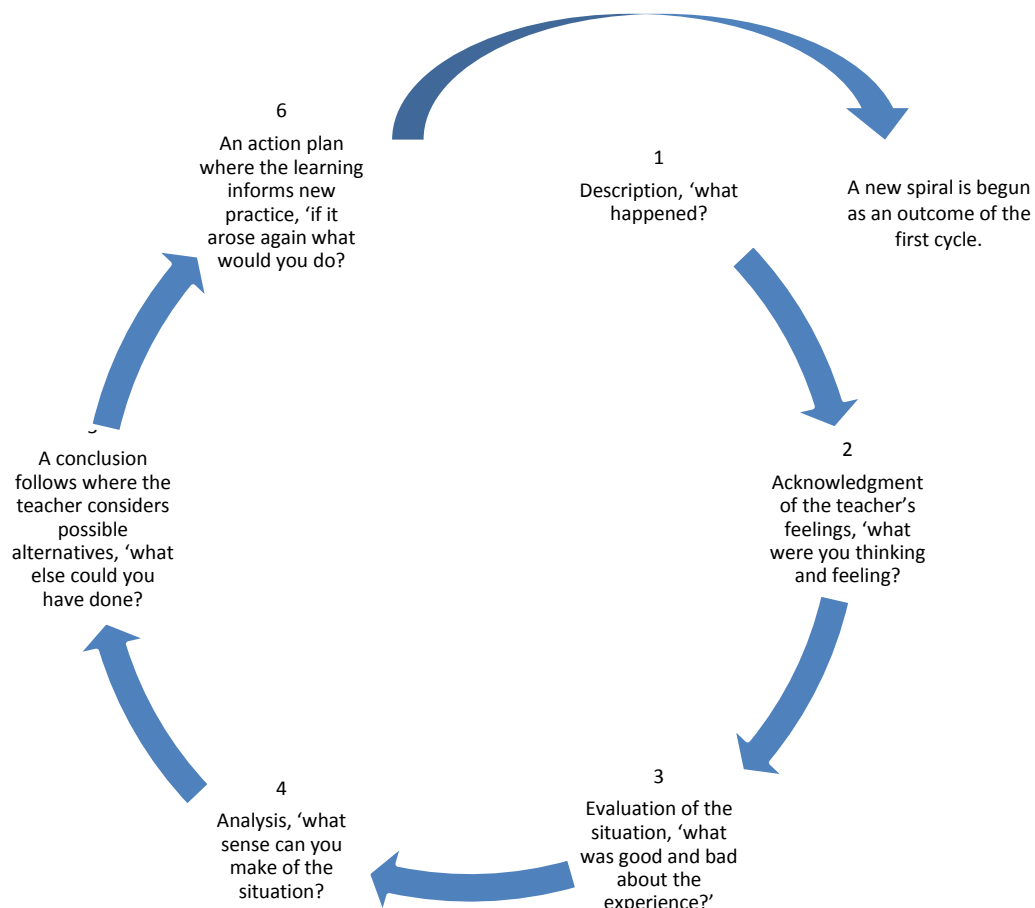 1
Description, ‘what
happened?
A new spiral is begun
as an outcome of the
first cycle.
2
Acknowledgment
of the teacher’s
feelings, ‘what
were you thinking
and feeling?
3
Evaluation of the
situation, ‘what
was good and bad
about the
experience?’
4
Analysis, ‘what
sense can you
make of the
situation?
A conclusion
follows where the
teacher considers
possible
alternatives, ‘what
else could you
have done?
6
An action plan
where the learning
informs new
practice, ‘if it
arose again what
would you do?